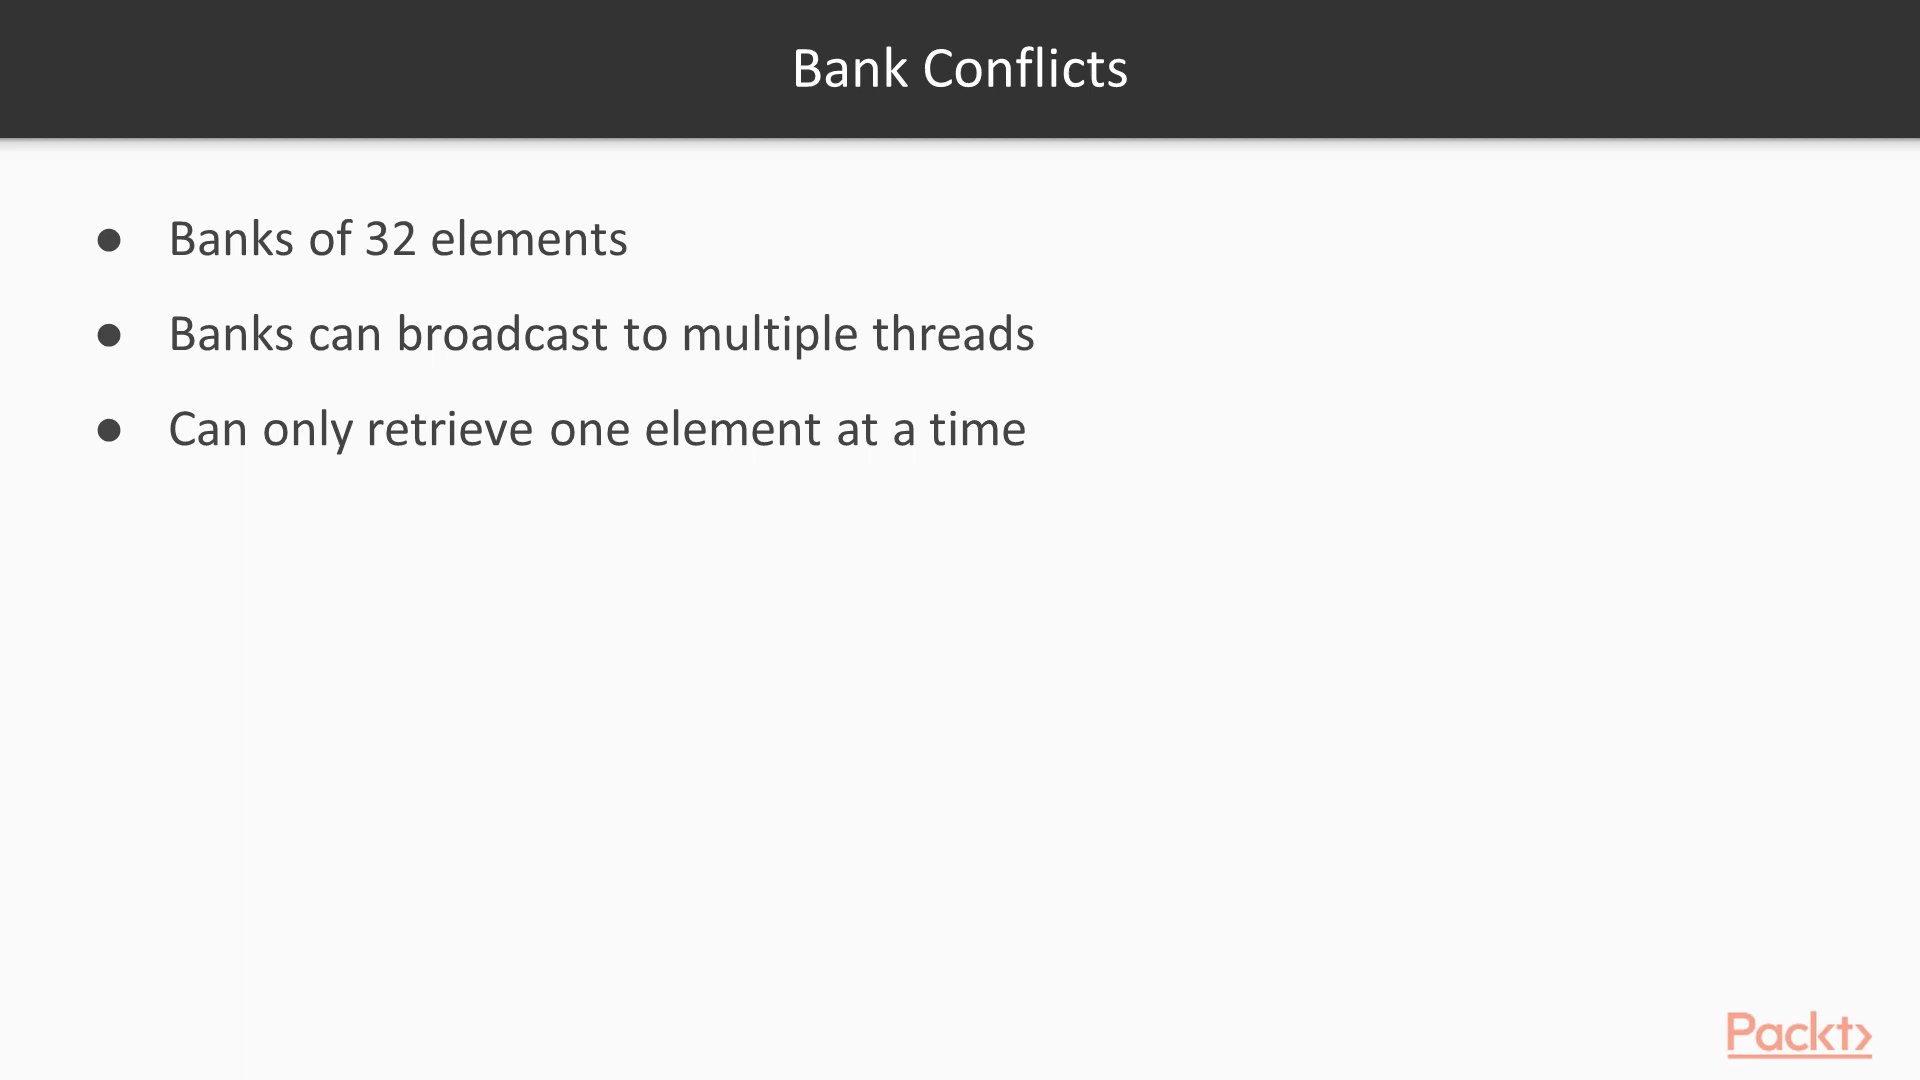 Bank Conflicts
● Banks of 32 elements
● Banks can broadcast to multiple threads
● Can only retrieve one element at a time
Packt>